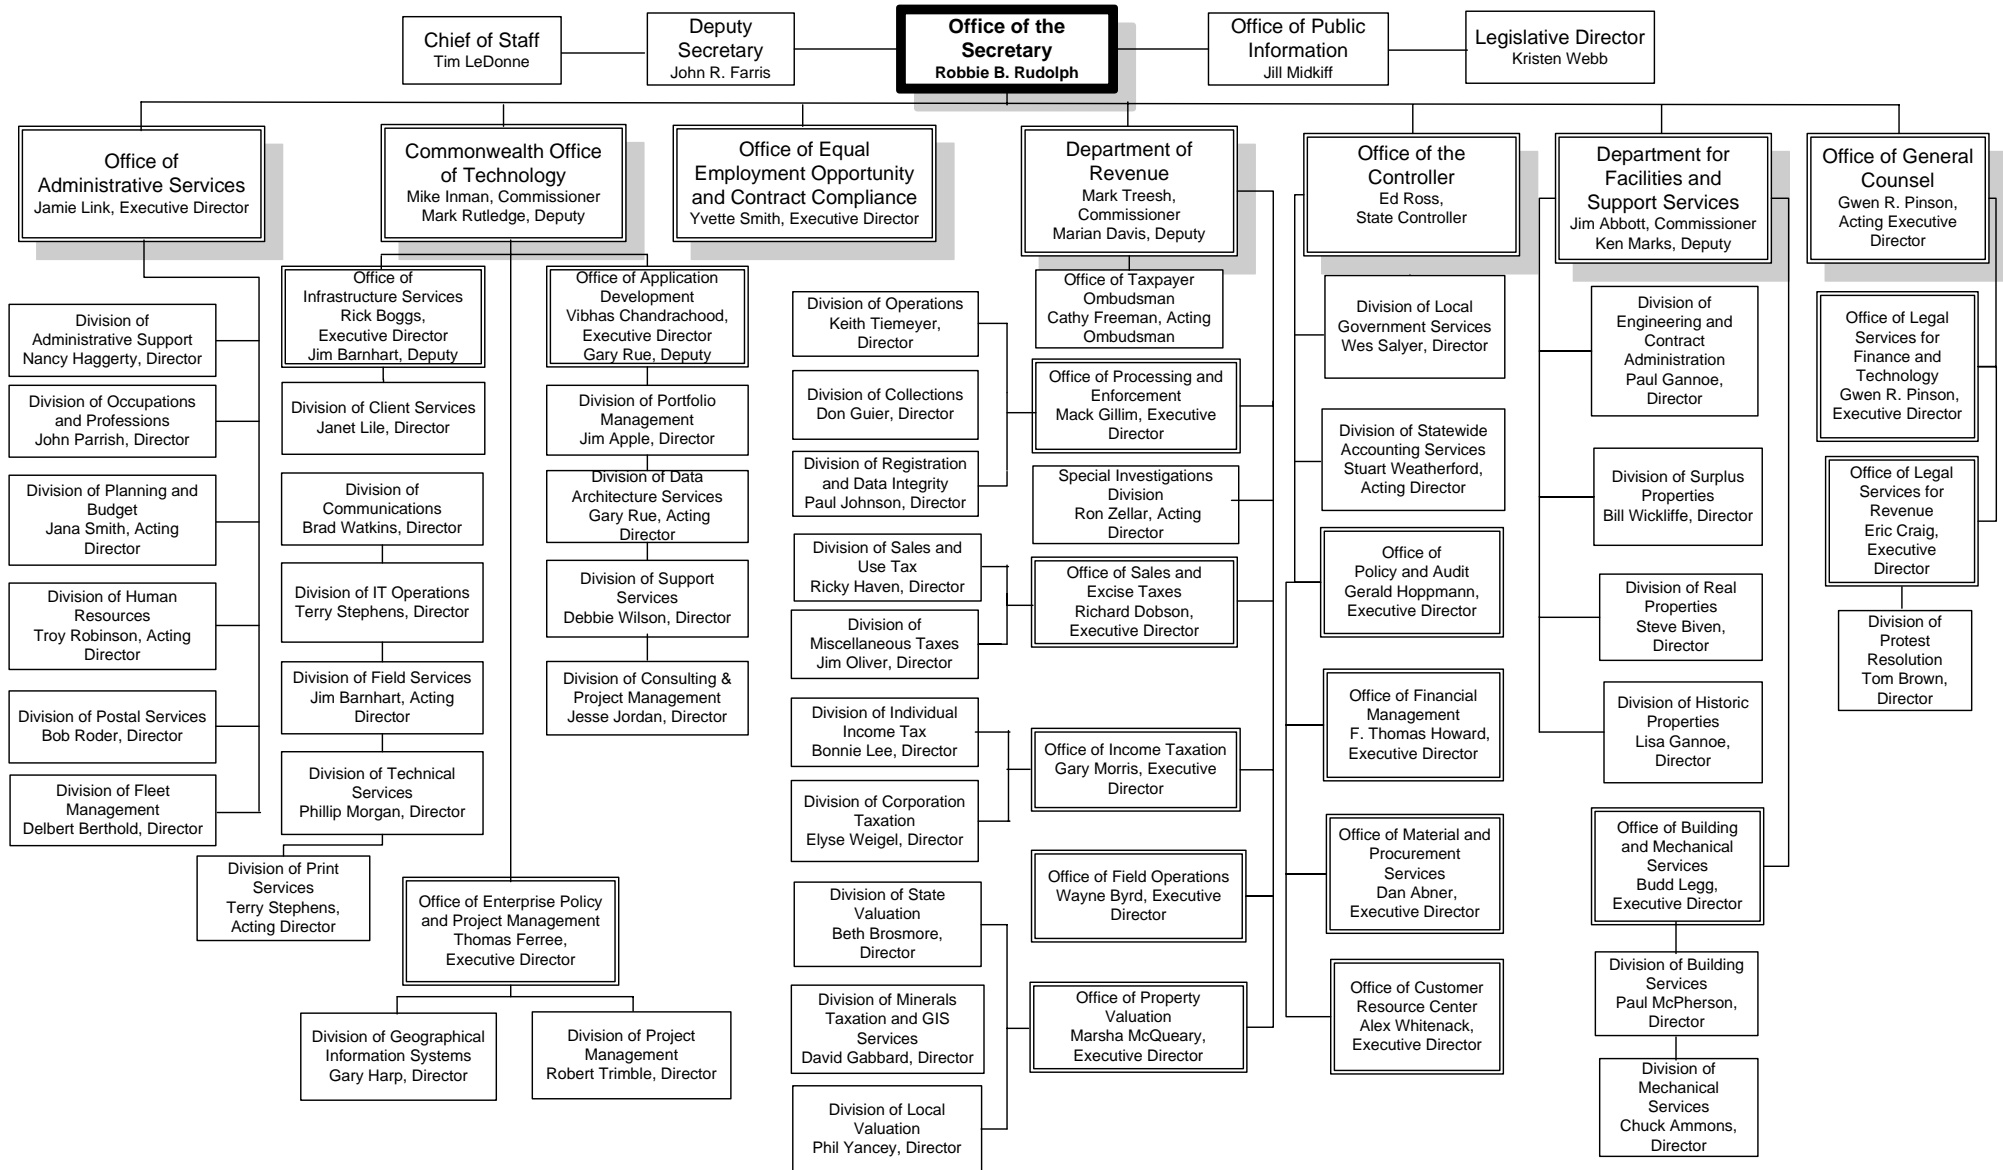 Chief of Staff
Tim LeDonne
Deputy
Secretary
John R. Farris
Office of the
Secretary
Robbie B. Rudolph
Office of Public
Information
Jill Midkiff
Legislative Director
Kristen Webb
Office of
Administrative Services
Jamie Link, Executive Director
Commonwealth Office
of Technology
Mike Inman, Commissioner
Mark Rutledge, Deputy
Office of Equal
Employment Opportunity
and Contract Compliance
Yvette Smith, Executive Director
Department of
Revenue
Mark Treesh,
Commissioner
Marian Davis, Deputy
Office of the
Controller
Ed Ross,
State Controller
Department for
Facilities and
Support Services
Jim Abbott, Commissioner
Ken Marks, Deputy
Office of General
Counsel
Gwen R. Pinson,
Acting Executive
Director
Division of
Administrative Support
Nancy Haggerty, Director
Division of Occupations
and Professions
John Parrish, Director
Division of Planning and
Budget
Jana Smith, Acting
Director
Division of Human
Resources
Troy Robinson, Acting
Director
Division of Postal Services
Bob Roder, Director
Division of Fleet
Management
Delbert Berthold, Director
Office of
Infrastructure Services
Rick Boggs,
Executive Director
Jim Barnhart, Deputy
Division of Client Services
Janet Lile, Director
Division of
Communications
Brad Watkins, Director
Division of IT Operations
Terry Stephens, Director
Division of Field Services
Jim Barnhart, Acting
Director
Division of Technical
Services
Phillip Morgan, Director
Division of Print
Services
Terry Stephens,
Acting Director
Office of Application
Development
Vibhas Chandrachood,
Executive Director
Gary Rue, Deputy
Division of Portfolio
Management
Jim Apple, Director
Division of Data
Architecture Services
Gary Rue, Acting
Director
Division of Support
Services
Debbie Wilson, Director
Division of Consulting &
Project Management
Jesse Jordan, Director
Office of Enterprise Policy
and Project Management
Thomas Ferree,
Executive Director
Division of Geographical
Information Systems
Gary Harp, Director
Division of Project
Management
Robert Trimble, Director
Division of Operations
Keith Tiemeyer,
Director
Division of Collections
Don Guier, Director
Division of Registration
and Data Integrity
Paul Johnson, Director
Division of Sales and
Use Tax
Ricky Haven, Director
Division of
Miscellaneous Taxes
Jim Oliver, Director
Division of Individual
Income Tax
Bonnie Lee, Director
Division of Corporation
Taxation
Elyse Weigel, Director
Division of State
Valuation
Beth Brosmore,
Director
Division of Minerals
Taxation and GIS
Services
David Gabbard, Director
Division of Local
Valuation
Phil Yancey, Director
Office of Taxpayer
Ombudsman
Cathy Freeman, Acting
Ombudsman
Office of Processing and
Enforcement
Mack Gillim, Executive
Director
Special Investigations
Division
Ron Zellar, Acting
Director
Office of Sales and
Excise Taxes
Richard Dobson,
Executive Director
Office of Income Taxation
Gary Morris, Executive
Director
Office of Field Operations
Wayne Byrd, Executive
Director
Office of Property
Valuation
Marsha McQueary,
Executive Director
Division of Local
Government Services
Wes Salyer, Director
Division of Statewide
Accounting Services
Stuart Weatherford,
Acting Director
Office of
Policy and Audit
Gerald Hoppmann,
Executive Director
Office of Financial
Management
F. Thomas Howard,
Executive Director
Office of Material and
Procurement
Services
Dan Abner,
Executive Director
Office of Customer
Resource Center
Alex Whitenack,
Executive Director
Division of
Engineering and
Contract
Administration
Paul Gannoe,
Director
Division of Surplus
Properties
Bill Wickliffe, Director
Division of Real
Properties
Steve Biven,
Director
Division of Historic
Properties
Lisa Gannoe,
Director
Office of Building
and Mechanical
Services
Budd Legg,
Executive Director
Division of Building
Services
Paul McPherson,
Director
Division of
Mechanical
Services
Chuck Ammons,
Director
Office of Legal
Services for
Finance and
Technology
Gwen R. Pinson,
Executive Director
Office of Legal
Services for
Revenue
Eric Craig,
Executive
Director
Division of
Protest
Resolution
Tom Brown,
Director